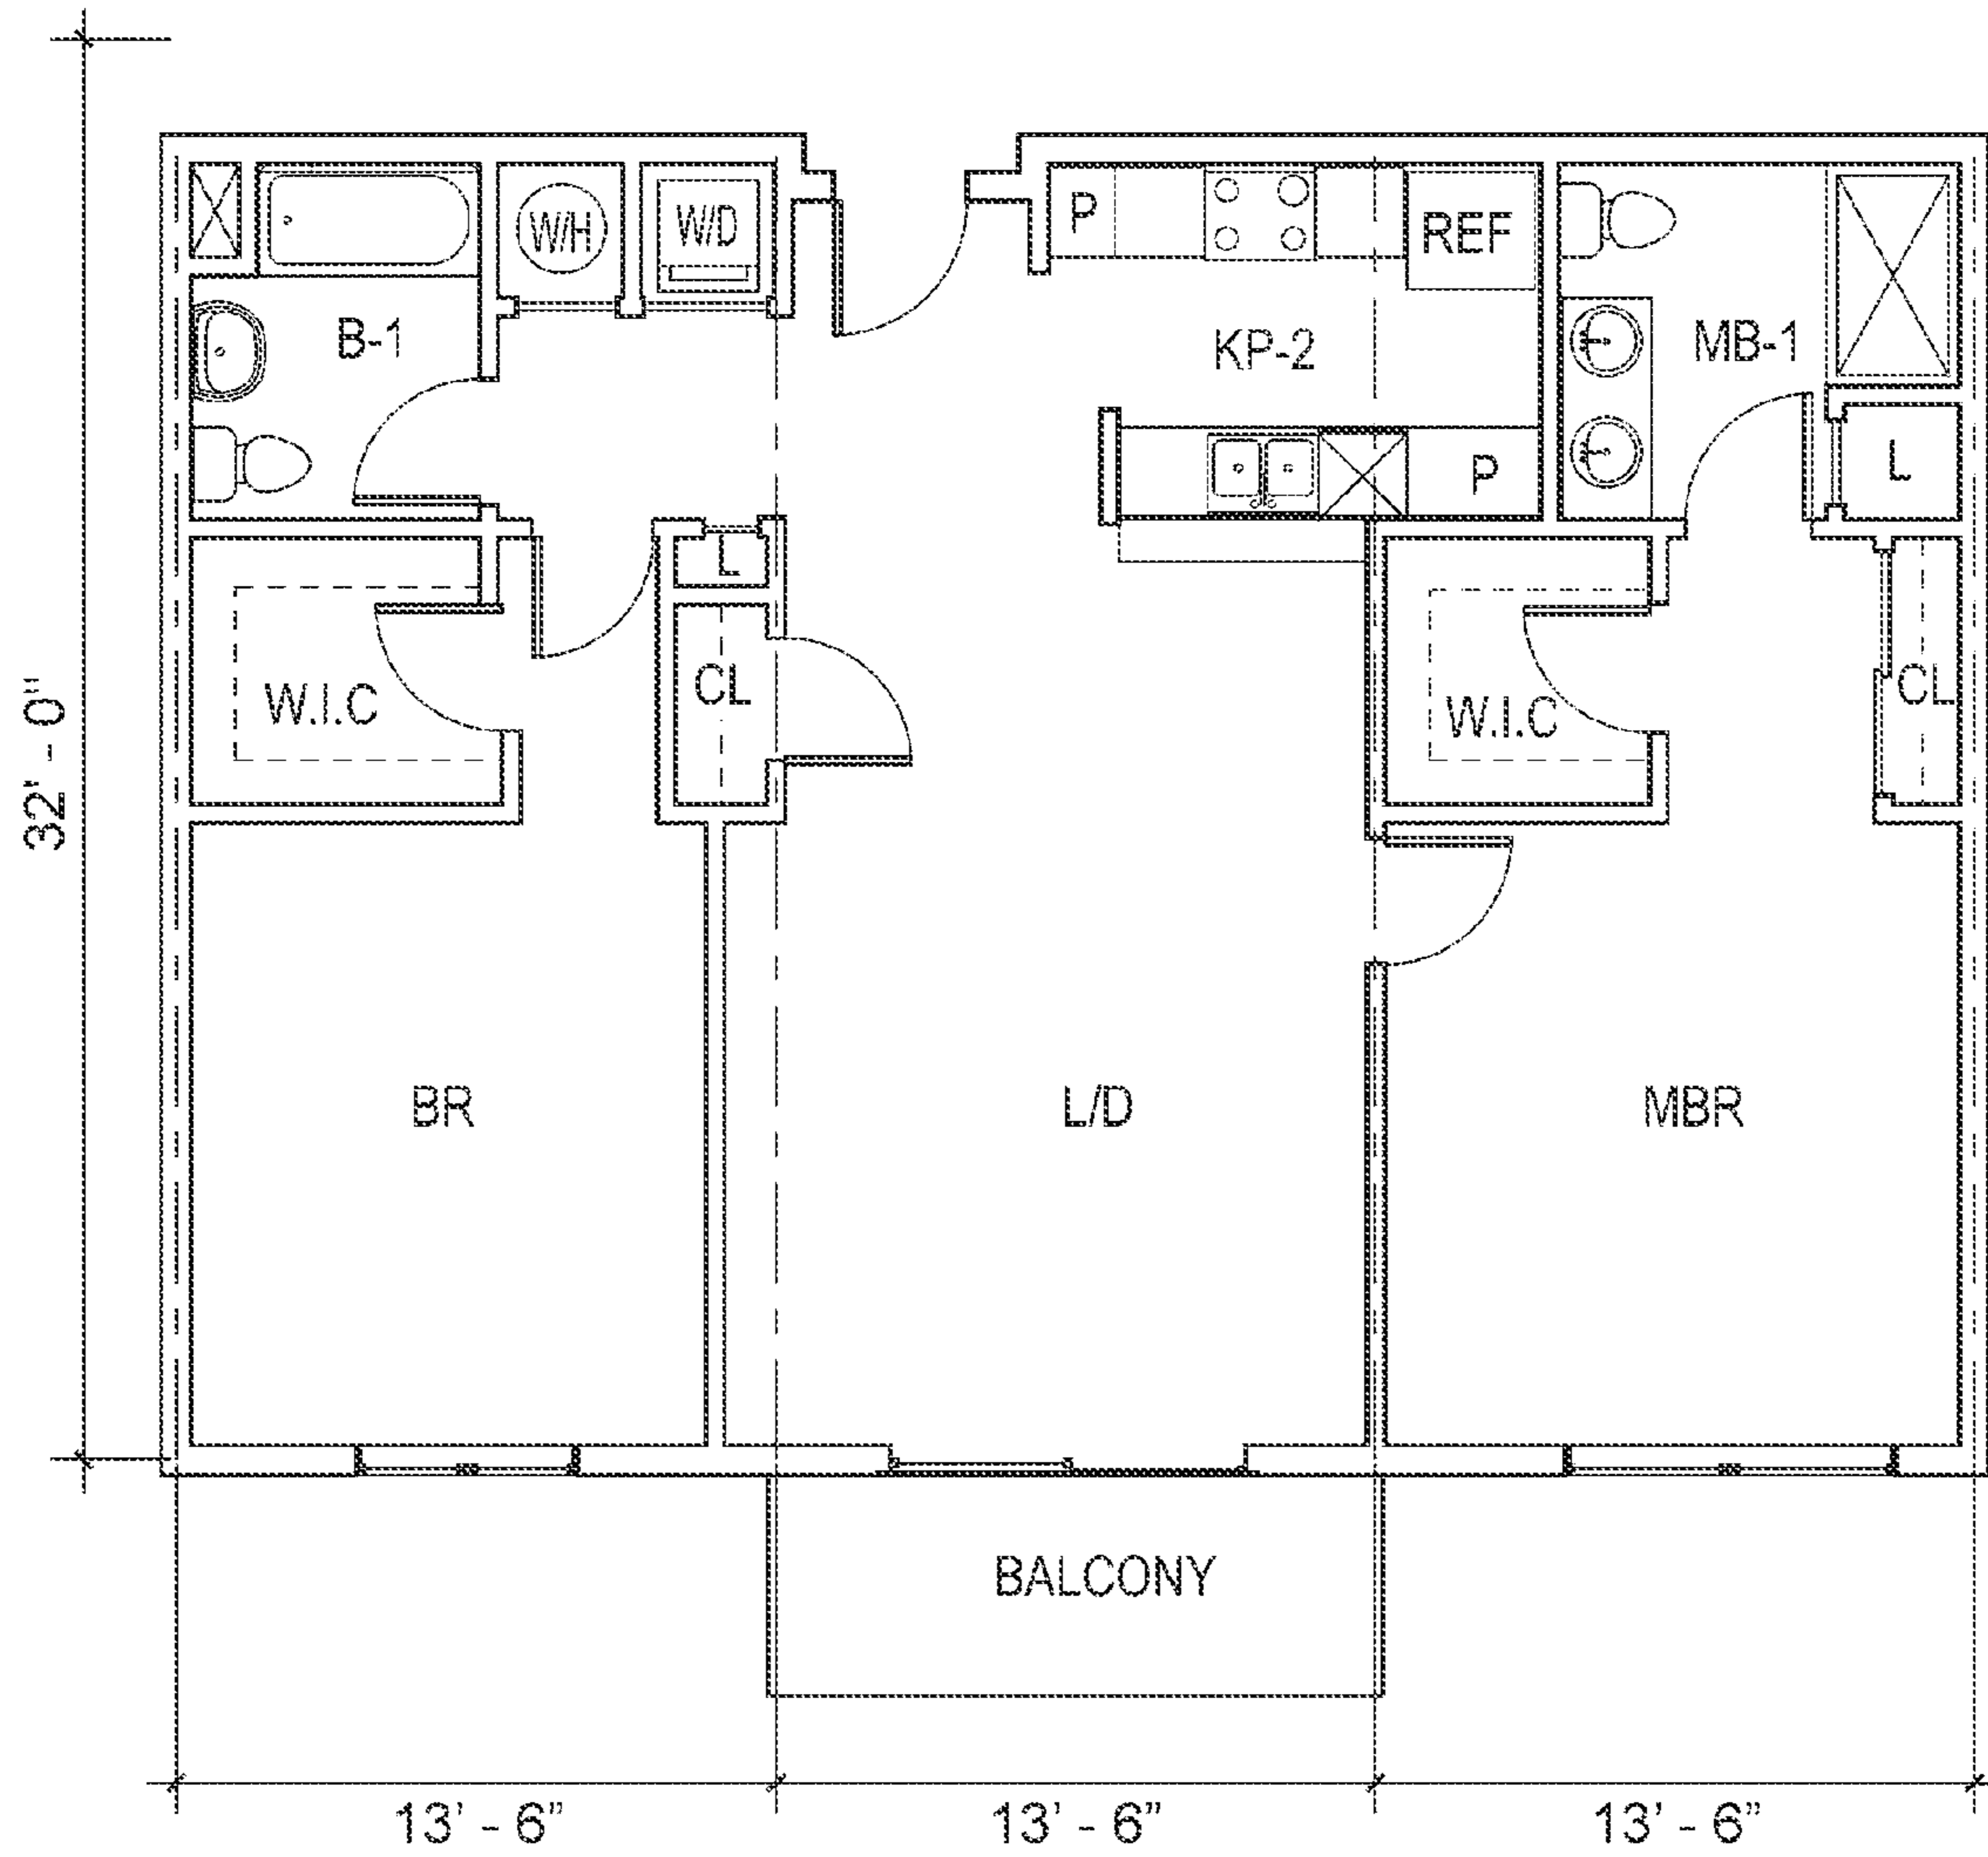 W/H
W/D
P
REF
B-1
KP-2
MB-1
L
P
L
W.I.C
CL
W.I.C
CL
32' - 0"
BR
L/D
MBR
BALCONY
13' - 6”
13' - 6”
13' - 6”